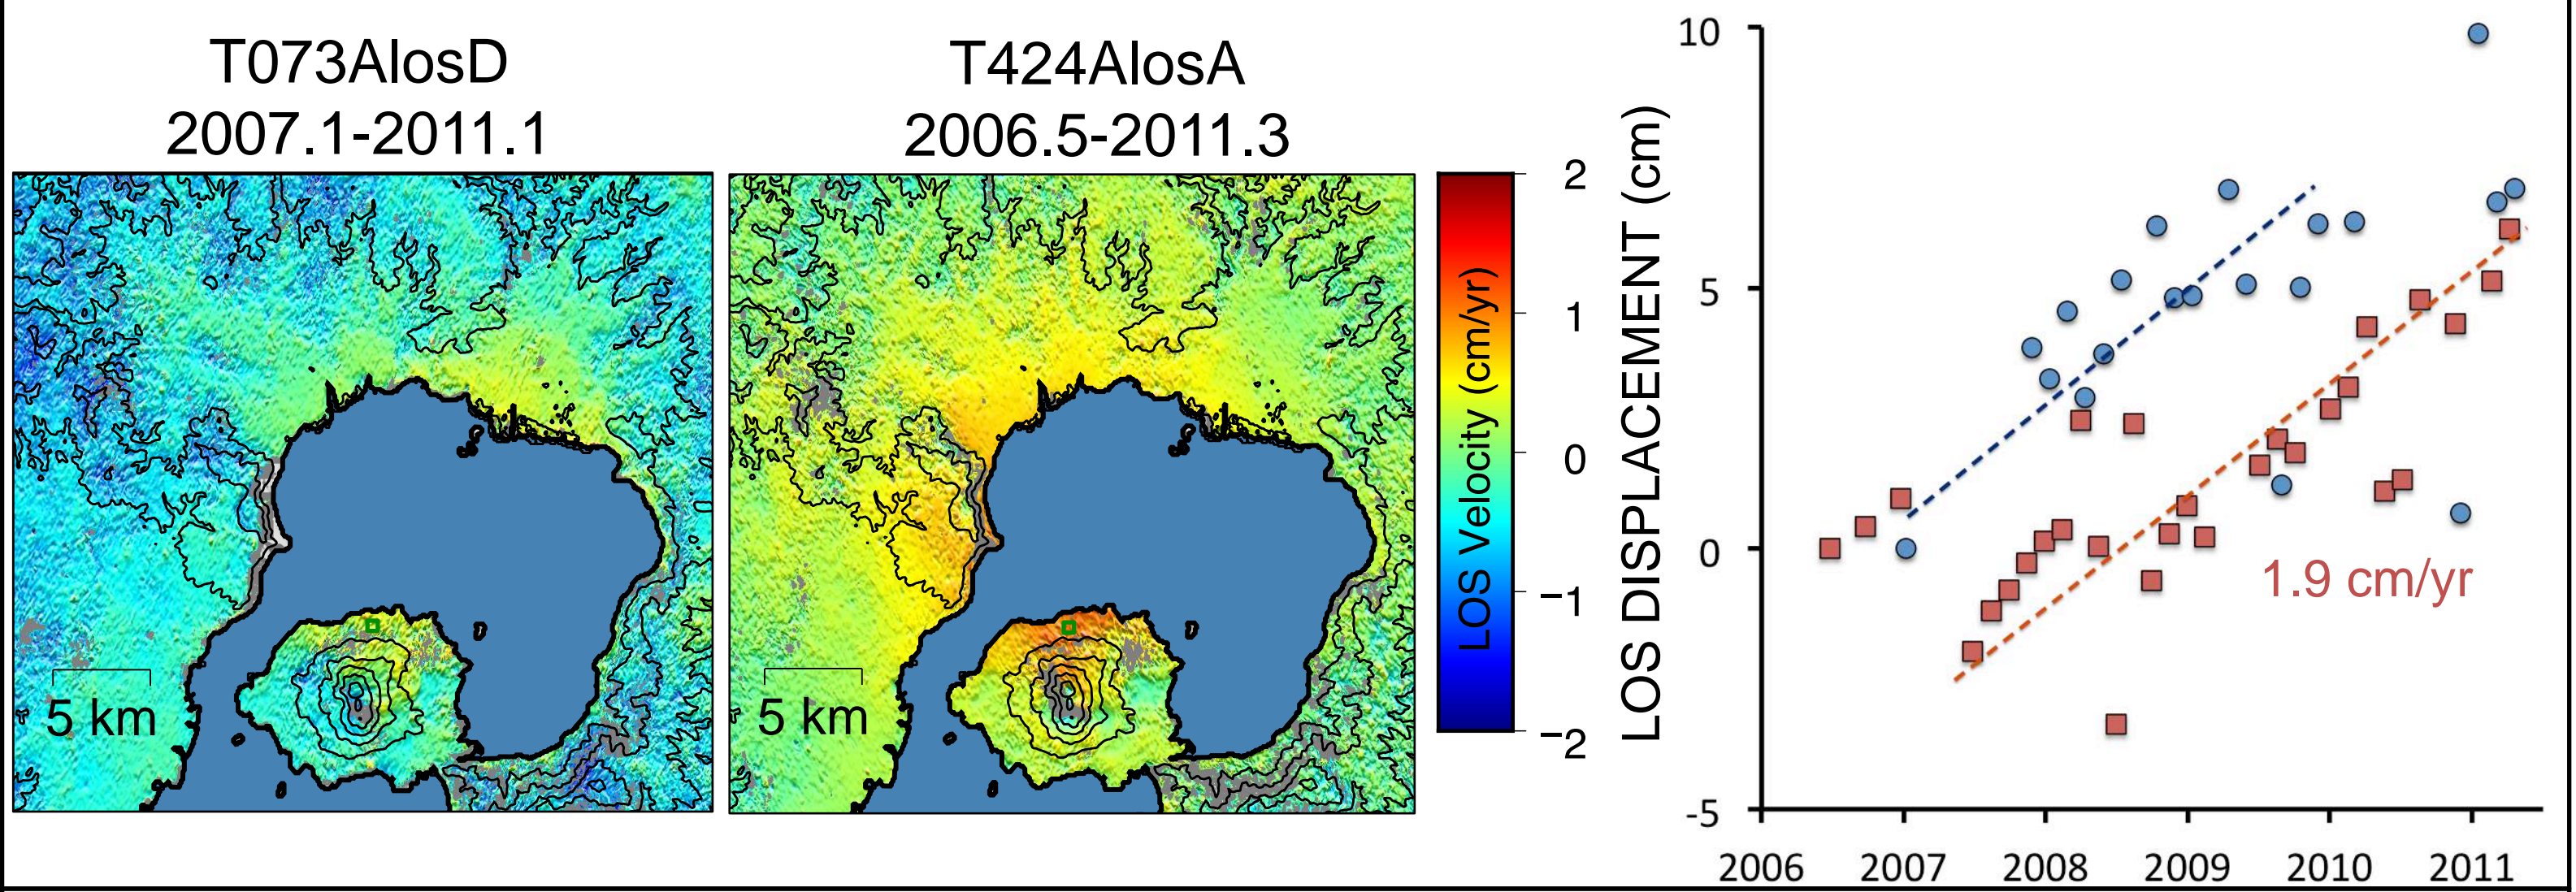 T073AlosD
2007.1-2011.1
5 km
T424AlosA
2006.5-2011.3
5 km
2
1
0
−1
−2
LOS Velocity (cm/yr)
LOS DISPLACEMENT (cm)
10
5
0
-5
1.9 cm/yr
2006 2007 2008 2009 2010 2011